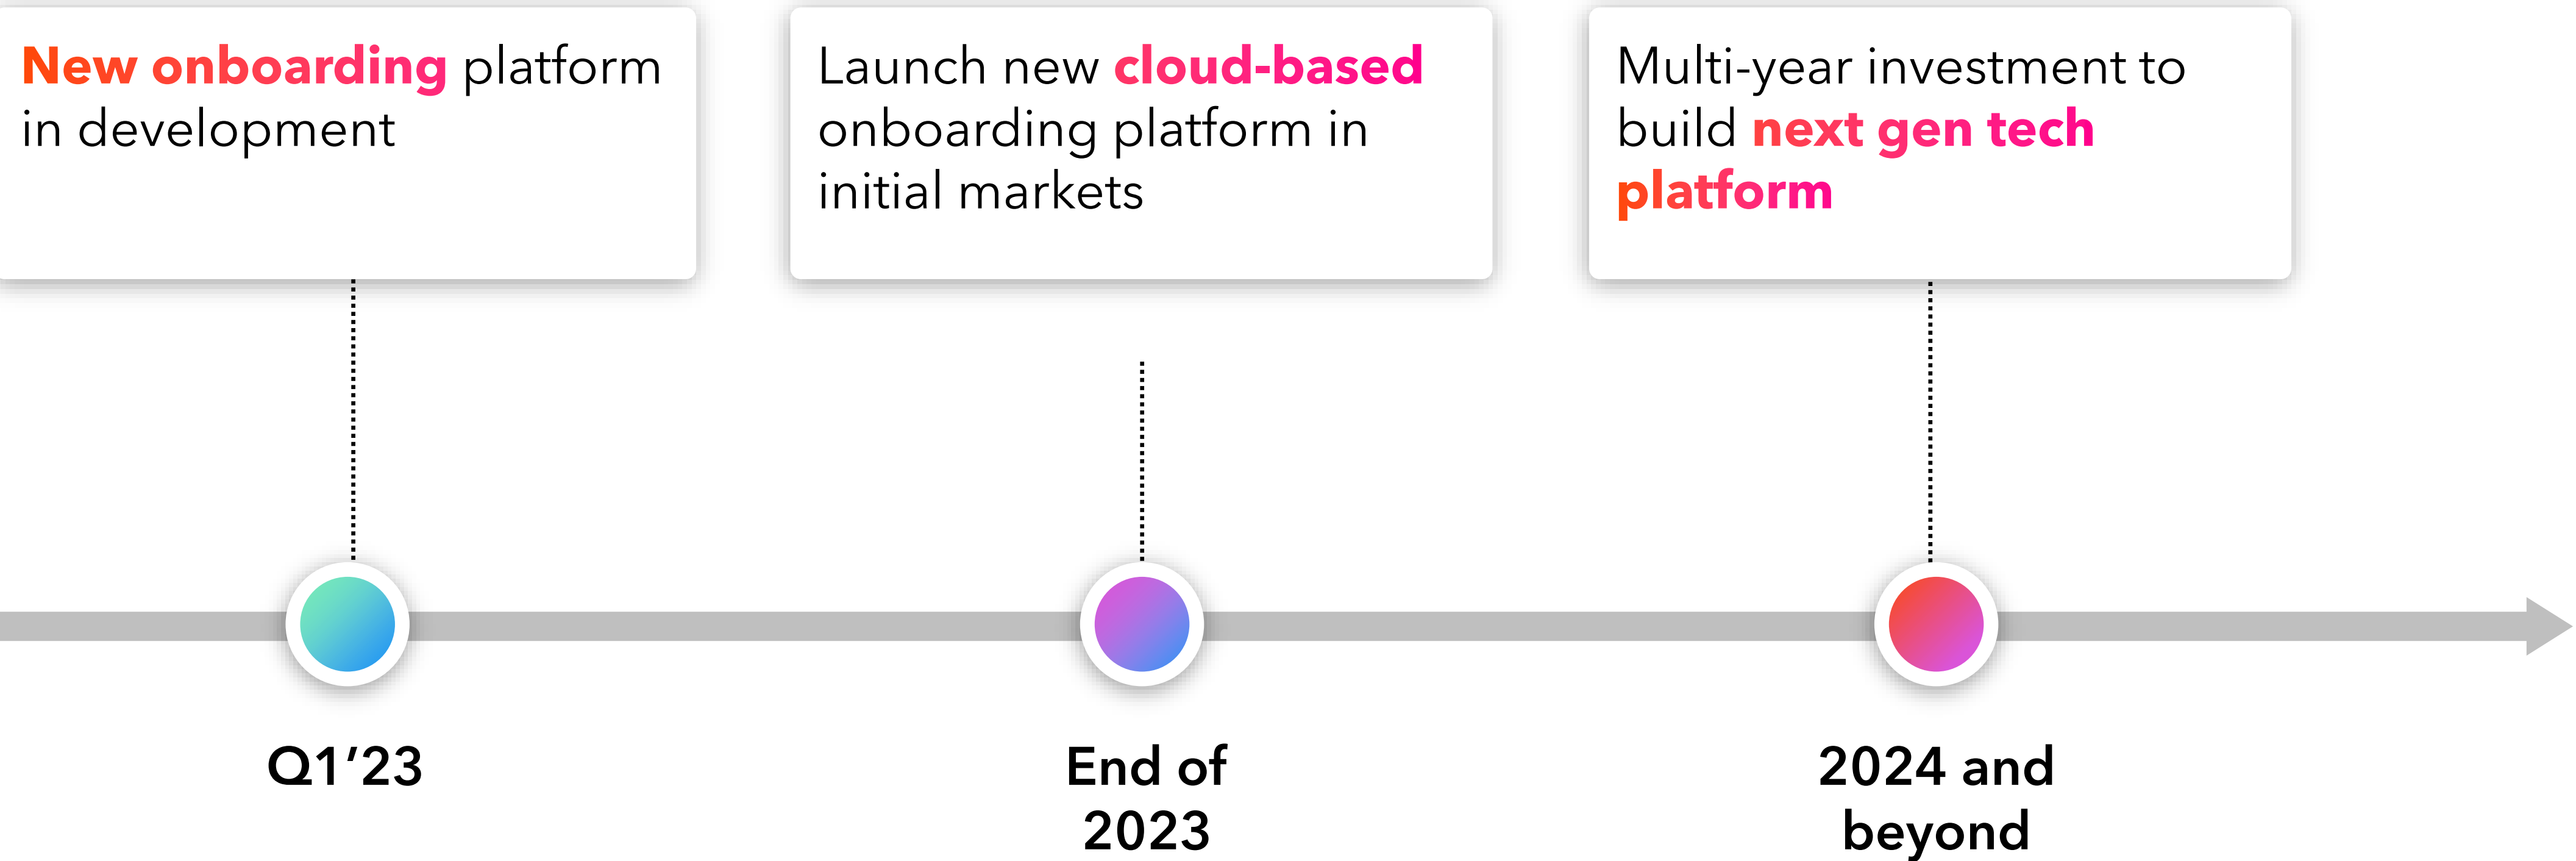 New onboarding platform
in development
Launch new cloud-based
onboarding platform in
initial markets
Multi-year investment to
build next gen tech
platform
Q1’23
End of
2023
2024 and
beyond